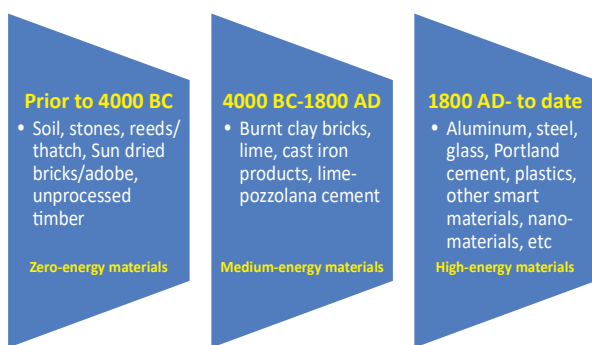 Prior to 4000 BC
• Soil, stones, reeds/
thatch, Sun dried
bricks/adobe,
unprocessed
timber
Zero-energy materials
4000 BC-1800 AD
• Burnt clay bricks,
lime, cast iron
products, lime-
pozzolana cement
Medium-energy materials
1800 AD- to date
• Aluminum, steel,
glass, Portland
cement, plastics,
other smart
materials, nano-
materials, etc
High-energy materials